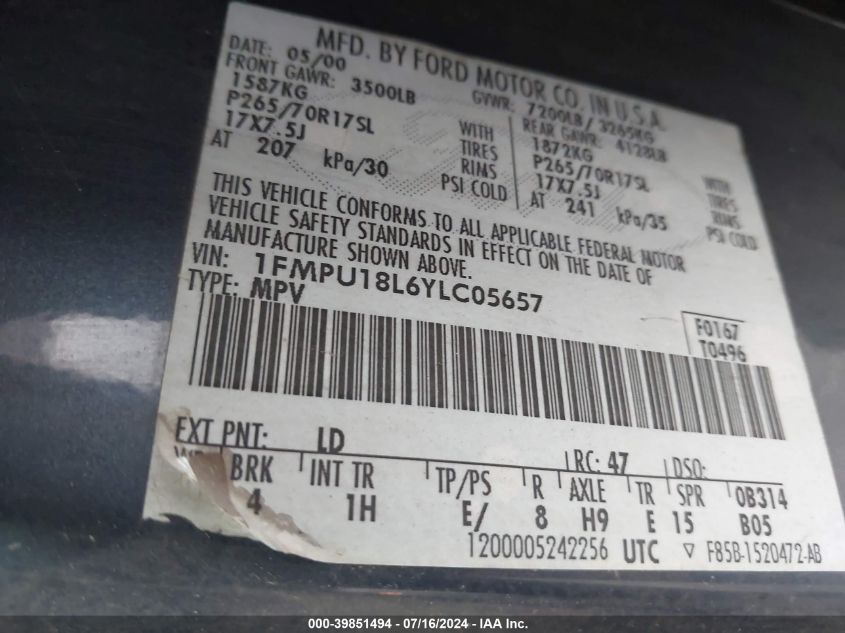 MFD. BY FORD MOTOR CO. IN U.S.A.
DATE: 05/00 GVWR: 7200LB/ 3265KG
FRONT GAWR: 3500LB REAR GAWR: 4128LB
1587KG WITH 1872KG WITH
P265/70R17SL TIRES P265/70R17SL TIRES
17X7.5J RIMS 17X7.5J RIMS
AT 207 kPa/30 PSI COLD AT 241 kPa/35 PSI COLD
THIS VEHICLE CONFORMS TO ALL APPLICABLE FEDERAL MOTOR
VEHICLE SAFETY STANDARDS IN EFFECT ON THE DATE OF
MANUFACTURE SHOWN ABOVE.
VIN: 1FMPU18L6YLC05657
TYPE: MPV
F0167
T0496
EXT PNT: LD RC: 47 DSO:
BRK INT TR TP/PS R AXLE TR SPR 0B314
4 1H E/ 8 H9 E 15 B05
1200005242256 UTC ▽ F85B-1520472-AB
000-39851494 - 07/16/2024 - IAA Inc.